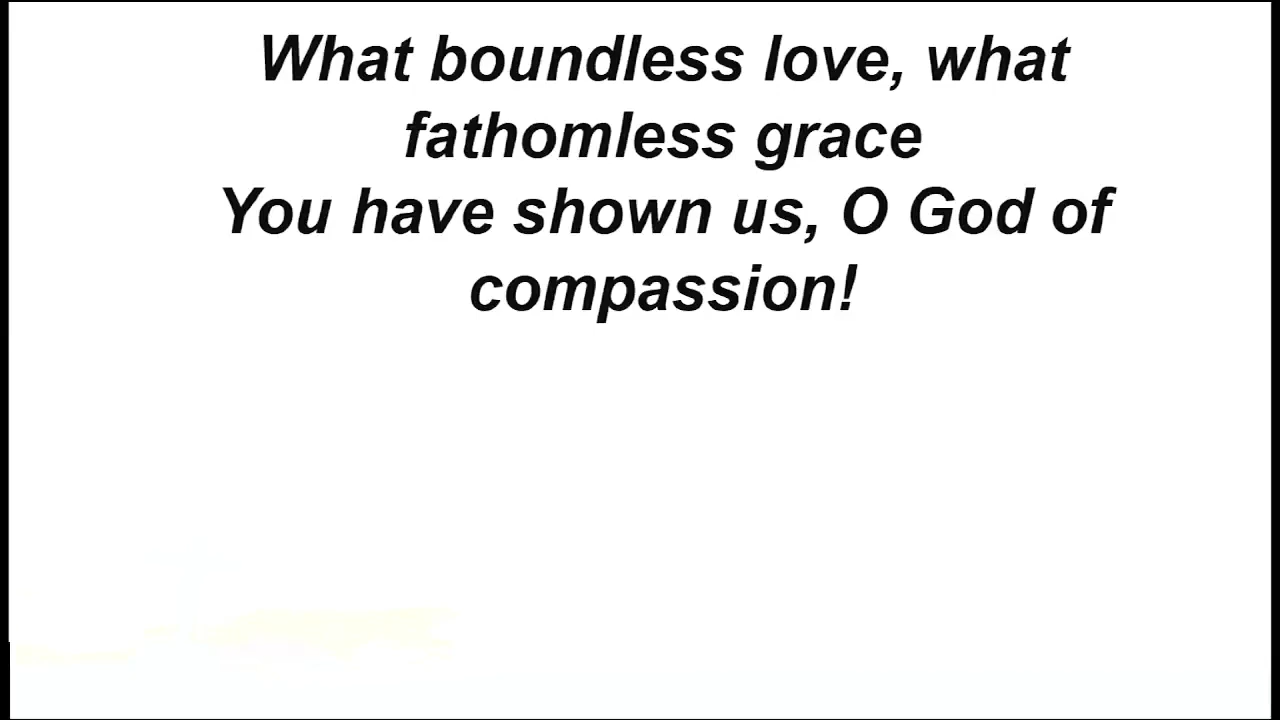 What boundless love, what
fathomless grace
You have shown us, O God of
compassion!